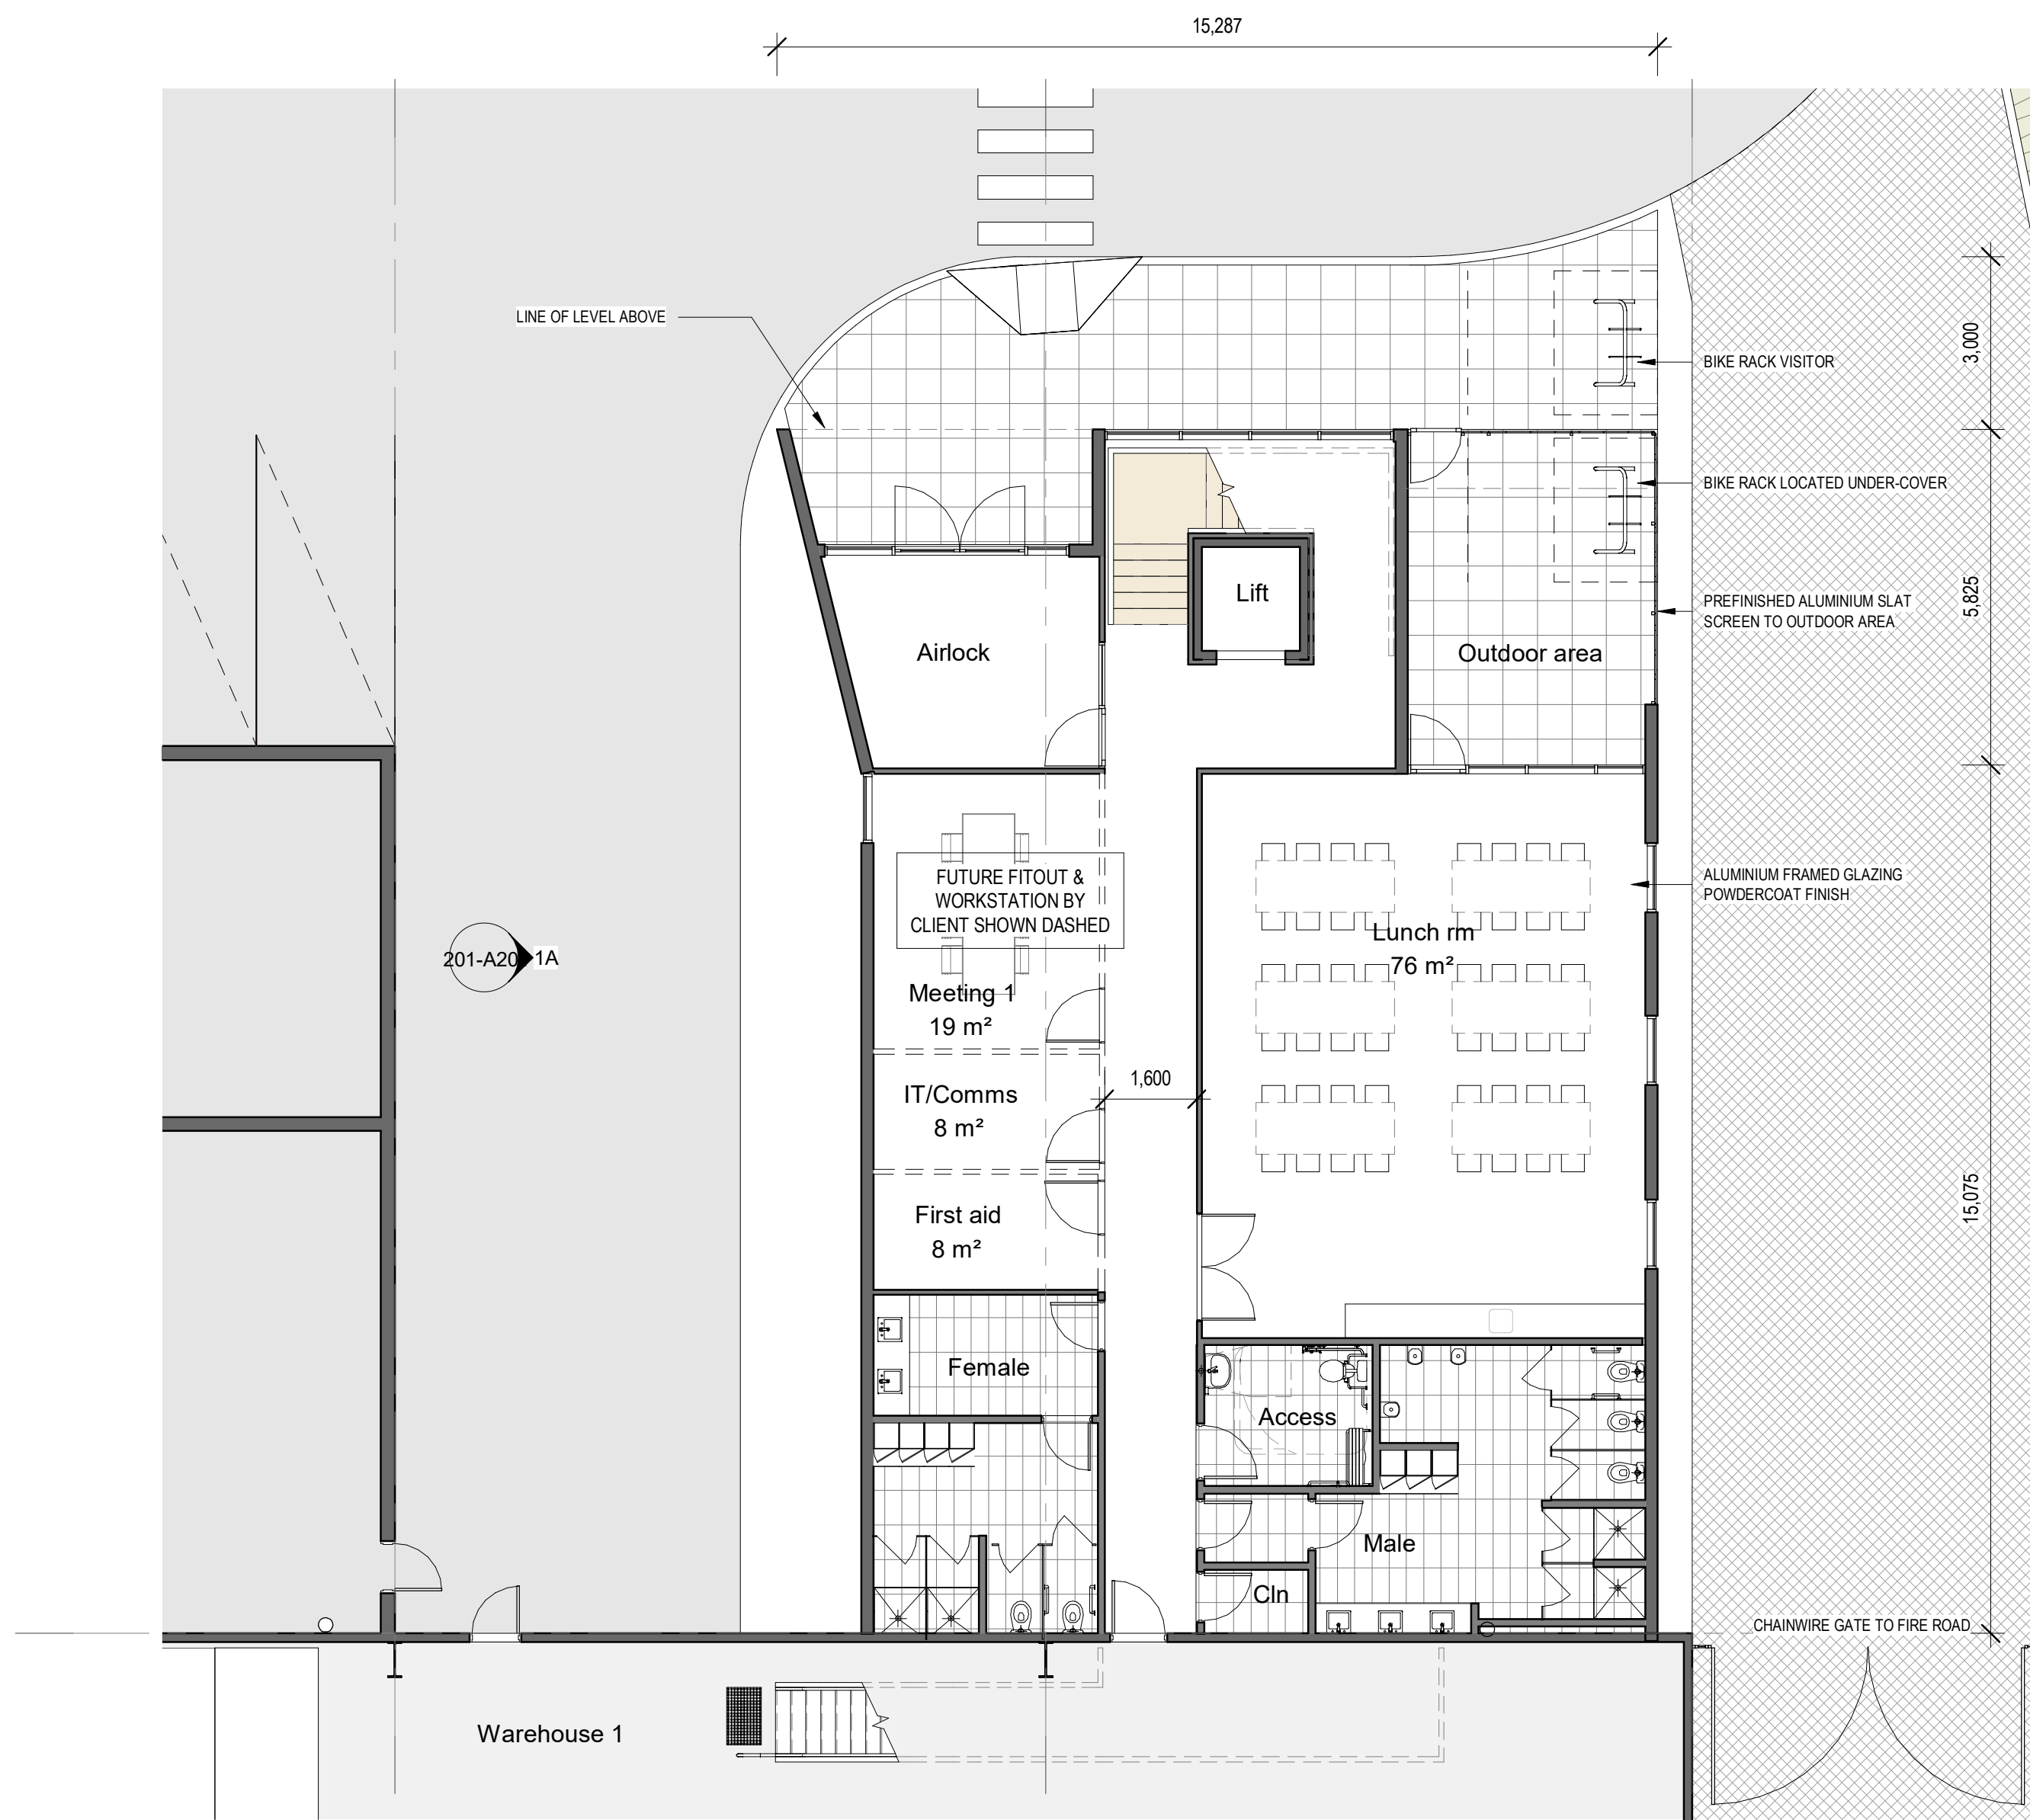 15,287
LINE OF LEVEL ABOVE
3,000
BIKE RACK VISITOR
BIKE RACK LOCATED UNDER-COVER
Lift
5,825
PREFINISHED ALUMINIUM SLAT
SCREEN TO OUTDOOR AREA
Airlock
Outdoor area
FUTURE FITOUT &
WORKSTATION BY
CLIENT SHOWN DASHED
ALUMINIUM FRAMED GLAZING
POWDERCOAT FINISH
Lunch rm
76 m²
201-A20
1A
Meeting 1
19 m²
1,600
IT/Comms
8 m²
First aid
8 m²
15,075
Female
Access
Male
Cln
CHAINWIRE GATE TO FIRE ROAD
Warehouse 1